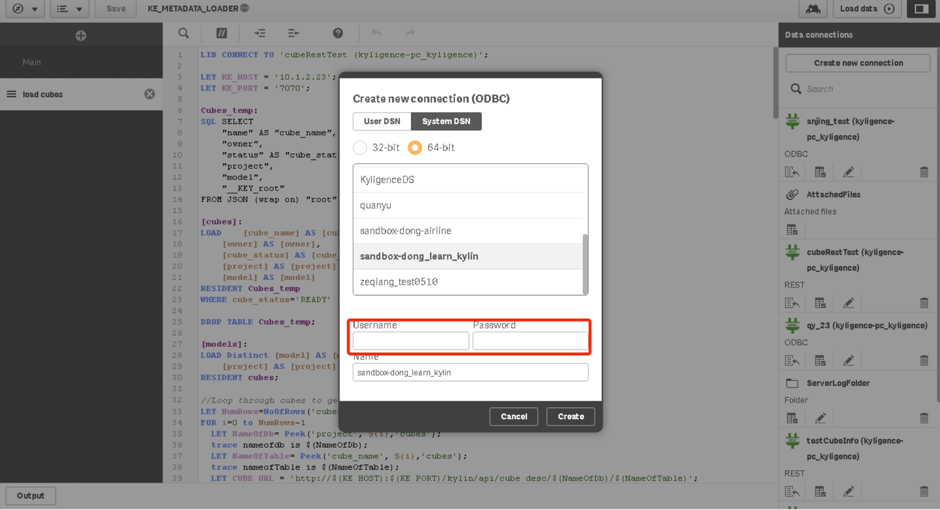 Save
KE_METADATA_LOADER
Load data
Main
load cubes
1 LIB CONNECT TO 'cubeRestTest (kyligence-pc_kyligence)';
2
3 LET KE_HOST = '10.1.2.23';
4 LET KE_PORT = '7070';
5
6 Cubes_temp:
7 SQL SELECT
8 "name" AS "cube_name",
9 "owner",
10 "status" AS "cube_stat
11 "project",
12 "model",
13 "__KEY_root"
14 FROM JSON (wrap on) "root"
15
16 [cubes]:
17 LOAD [cube_name] AS [cu
18 [owner] AS [owner],
19 [cube_status] AS [cube_
20 [project] AS [project]
21 [model] AS [model]
22 RESIDENT Cubes_temp
23 WHERE cube_status='READY'
24
25 DROP TABLE Cubes_temp;
26
27 [models]:
28 LOAD Distinct [model] AS [m
29 [project] AS [project]
30 RESIDENT cubes;
31
32 //Loop through cubes to ge
33 LET NumRows=NoOfRows('cube
34 FOR i=0 to NumRows-1
35 LET NameOfDb= Peek('project', $(i),'cubes');
36 trace nameofdb is $(NameOfDb);
37 LET NameOfTable= Peek('cube_name', $(i),'cubes');
38 trace nameofTable is $(NameOfTable);
39 LET CUBE_URL = 'http://$(KE_HOST):$(KE_PORT)/kylin/api/cube_desc/$(NameOfDb)/$(NameOfTable)';
Output
Create new connection (ODBC)
User DSN System DSN
32-bit 64-bit
KyligenceDS
quanyu
sandbox-dong-airline
sandbox-dong_learn_kylin
zeqiang_test0510
Username Password
Name
sandbox-dong_learn_kylin
Cancel Create
Data connections
Create new connection
Search
anjing_test (kyligence-
pc_kyligence)
ODBC
AttachedFiles
Attached files
cubeRestTest (kyligence-
pc_kyligence)
REST
qy_23 (kyligence-pc_kyligence)
ODBC
ServerLogFolder
Folder
testCubeInfo (kyligence-
pc_kyligence)
REST